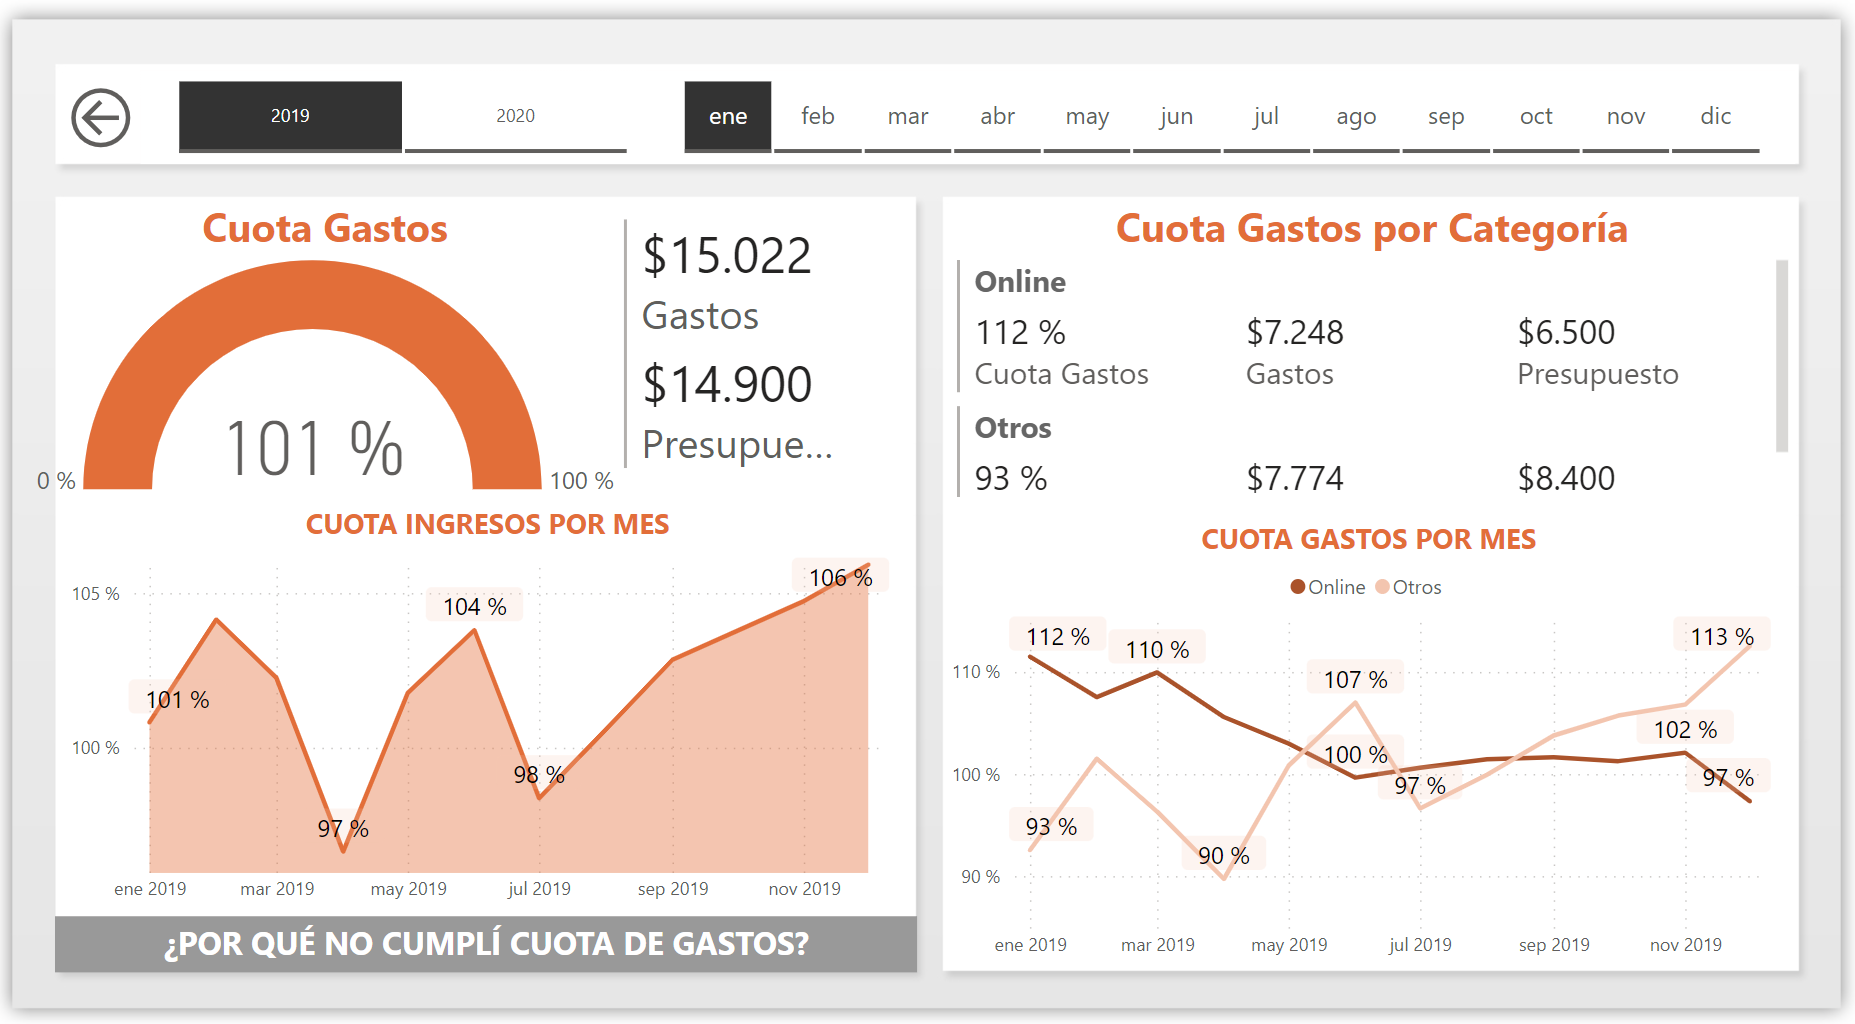 2019
2020
ene
feb
mar
abr
may
jun
jul
ago
sep
oct
nov
dic
Cuota Gastos
101 %
0 %
100 %
$15.022
Gastos
$14.900
Presupue...
CUOTA INGRESOS POR MES
105 %
100 %
101 %
97 %
104 %
98 %
106 %
ene 2019
mar 2019
may 2019
jul 2019
sep 2019
nov 2019
¿POR QUÉ NO CUMPLÍ CUOTA DE GASTOS?
Cuota Gastos por Categoría
Online
112 % $7.248 $6.500
Cuota Gastos Gastos Presupuesto
Otros
93 % $7.774 $8.400
CUOTA GASTOS POR MES
Online Otros
110 %
100 %
90 %
112 %
110 %
107 %
113 %
102 %
100 %
97 %
97 %
93 %
90 %
ene 2019
mar 2019
may 2019
jul 2019
sep 2019
nov 2019